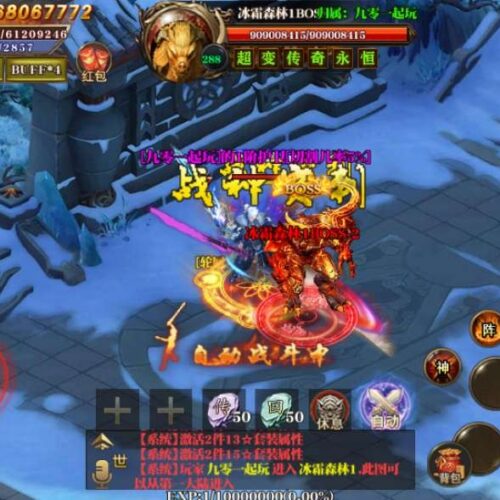 68067772
/61209246
/2857
BUFF*4
红包
冰霜森林1BOS归属:九零一起玩
909008415/909008415
288
超变传奇永恒
BOSS
冰霜森林1BOSS
自动战斗中
阵
神
传
50
回
50
休息
自动
世
背包
【系统】激活2件13☆套装属性
【系统】激活2件15☆套装属性
【系统】玩家 九零一起玩 进入 冰霜森林1,此图可
以从第一大陆进入
EXP:1/10000000(0.00%)